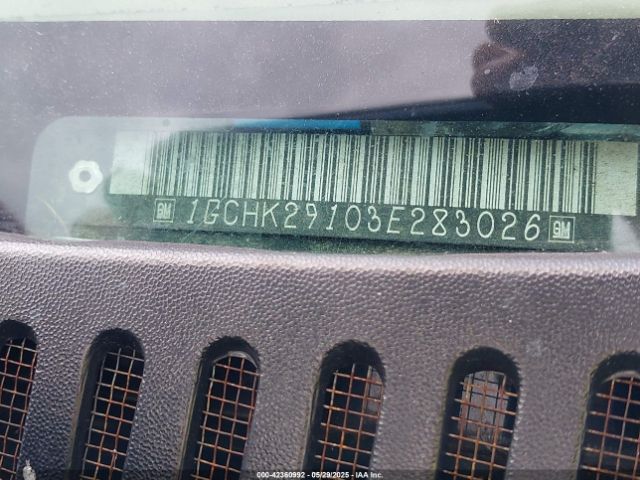 GM 1GCHK29103E283026 GM
000-42360992 - 05/29/2025 - © IAA, Inc.